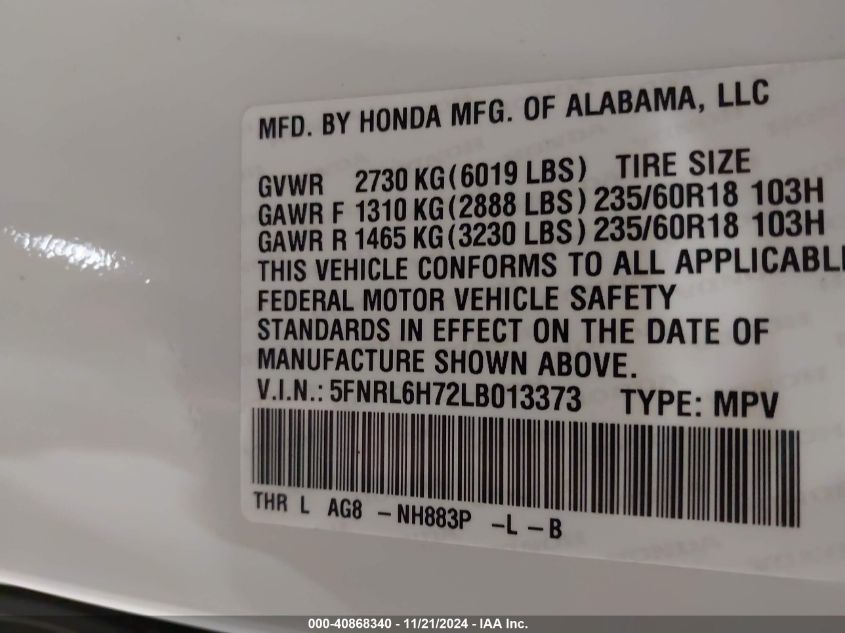 MFD. BY HONDA MFG. OF ALABAMA, LLC
GVWR 2730 KG (6019 LBS) TIRE SIZE
GAWR F 1310 KG (2888 LBS) 235/60R18 103H
GAWR R 1465 KG (3230 LBS) 235/60R18 103H
THIS VEHICLE CONFORMS TO ALL APPLICABL
FEDERAL MOTOR VEHICLE SAFETY
STANDARDS IN EFFECT ON THE DATE OF
MANUFACTURE SHOWN ABOVE.
V.I.N.: 5FNRL6H72LB013373 TYPE: MPV
THR L AG8 – NH883P – L – B
000-40868340 - 11/21/2024 - IAA Inc.